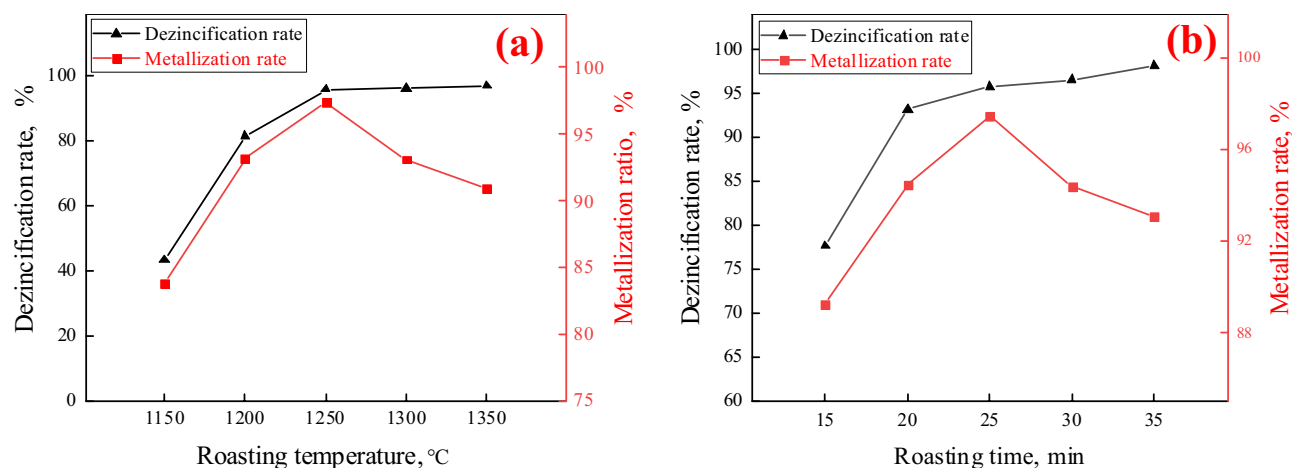 Dezincification rate
Metallization rate
(a)
Dezincification rate, %
100
80
60
40
20
0
1150 1200 1250 1300 1350
Roasting temperature, °C
100
95
90
85
80
75
Metallization ratio, %
Dezincification rate
Metallization rate
(b)
Dezincification rate, %
100
95
90
85
80
75
70
65
60
15 20 25 30 35
Roasting time, min
100
96
92
88
Metallization rate, %